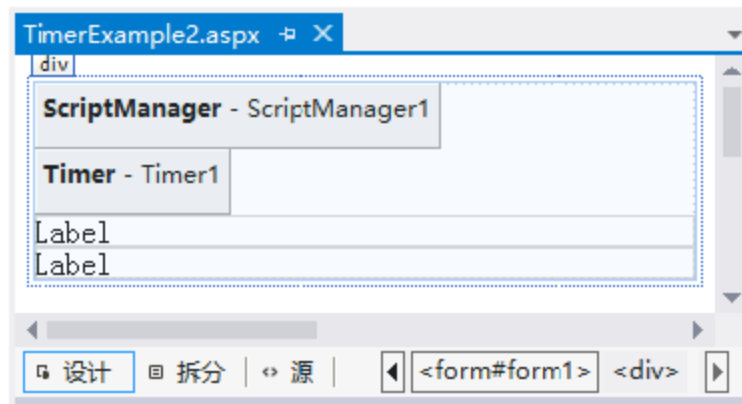 TimerExample2.aspx
div
ScriptManager - ScriptManager1
Timer - Timer1
Label
Label
设计 拆分 源 <form#form1> <div>